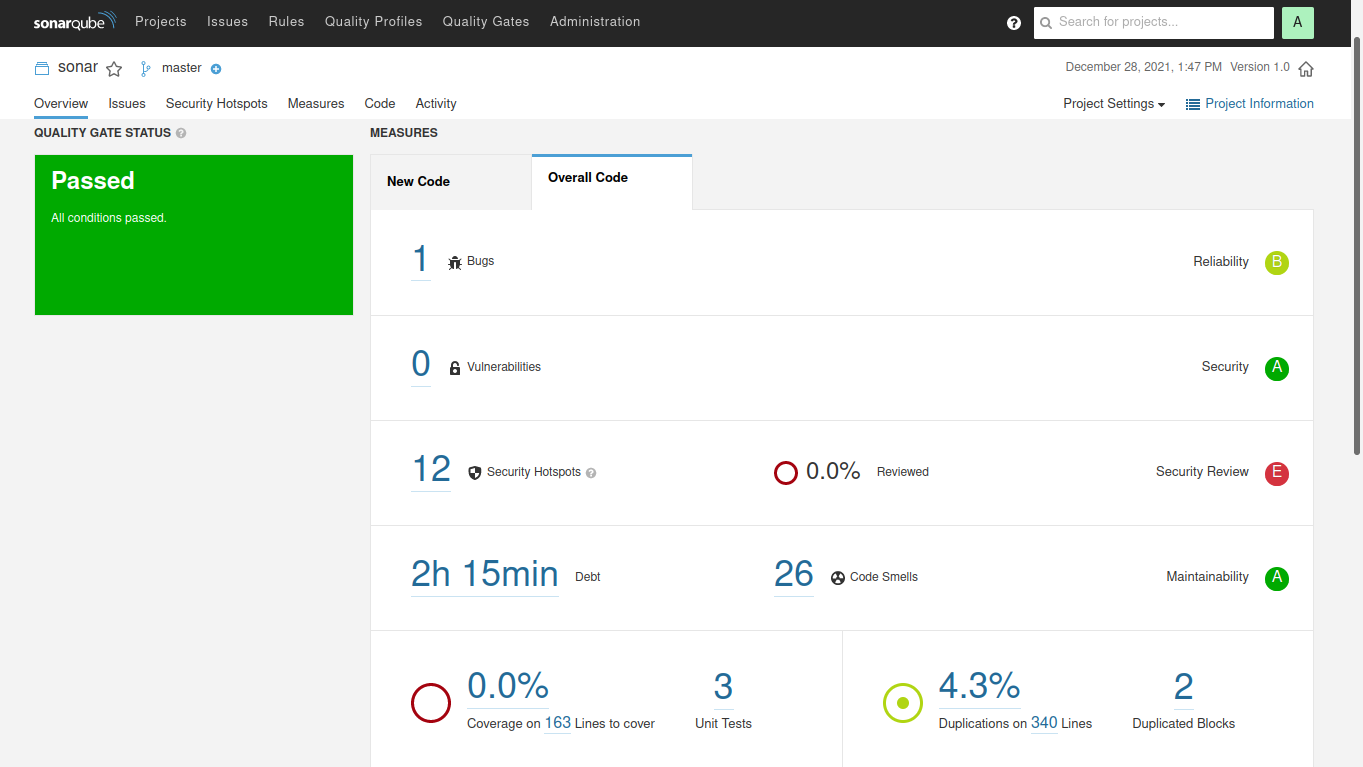 sonarqube Projects Issues Rules Quality Profiles Quality Gates Administration ? Search for projects... A
sonar master December 28, 2021, 1:47 PM Version 1.0
Overview Issues Security Hotspots Measures Code Activity Project Settings Project Information
QUALITY GATE STATUS ? MEASURES
Passed
All conditions passed.
New Code Overall Code
1 Bugs Reliability B
0 Vulnerabilities Security A
12 Security Hotspots ? 0.0% Reviewed Security Review E
2h 15min Debt 26 Code Smells Maintainability A
0.0% 3 4.3% 2
Coverage on 163 Lines to cover Unit Tests Duplications on 340 Lines Duplicated Blocks